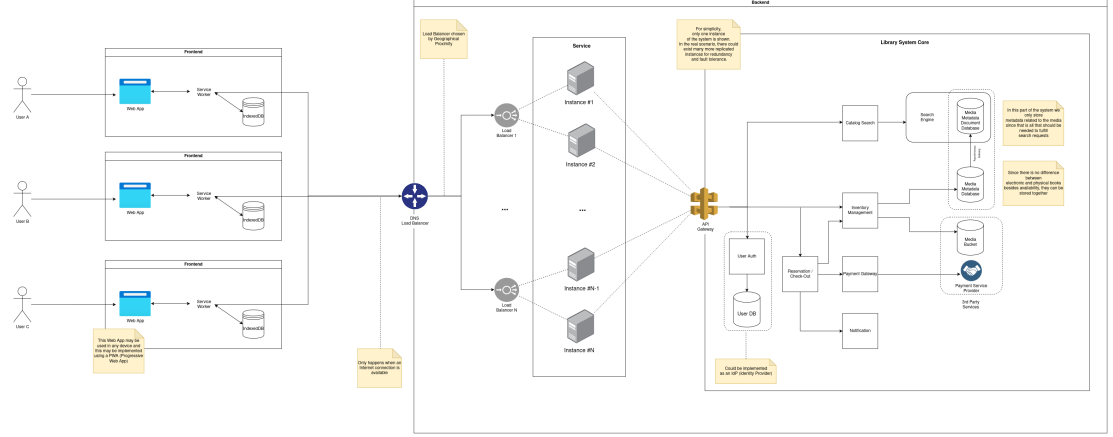 Backend
Load Balancer chosen
by Geographical
Proximity
For simplicity,
only one instance
of the system is shown.
In the real scenario, there could
exist many more replicated
instances for redundancy
and fault tolerance.
Service
Library System Core
Frontend
User A
Web App
Service
Worker
IndexedDB
Frontend
User B
Web App
Service
Worker
IndexedDB
Frontend
User C
Web App
Service
Worker
IndexedDB
This Web App may be
used in any device and
this may be implemented
using a PWA (Progressive
Web App)
Only happens when an
Internet connection is
available
DNS
Load Balancer
Load
Balancer 1
Load
Balancer N
Instance #1
Instance #2
...
...
Instance #N-1
Instance #N
API
Gateway
User Auth
User DB
Could be implemented
as an IdP (Identity Provider)
Reservation /
Check-Out
Catalog Search
Inventory
Management
Payment Gateway
Notification
Search
Engine
Media
Metadata
Document
Database
Media
Metadata
Database
Media
Bucket
Payment Service
Provider
3rd Party
Services
In this part of the system we
only store
metadata related to the media
since that is all that should be
needed to fulfill
search requests
Since there is no difference
between
electronic and physical books
besides availability, they can be
stored together